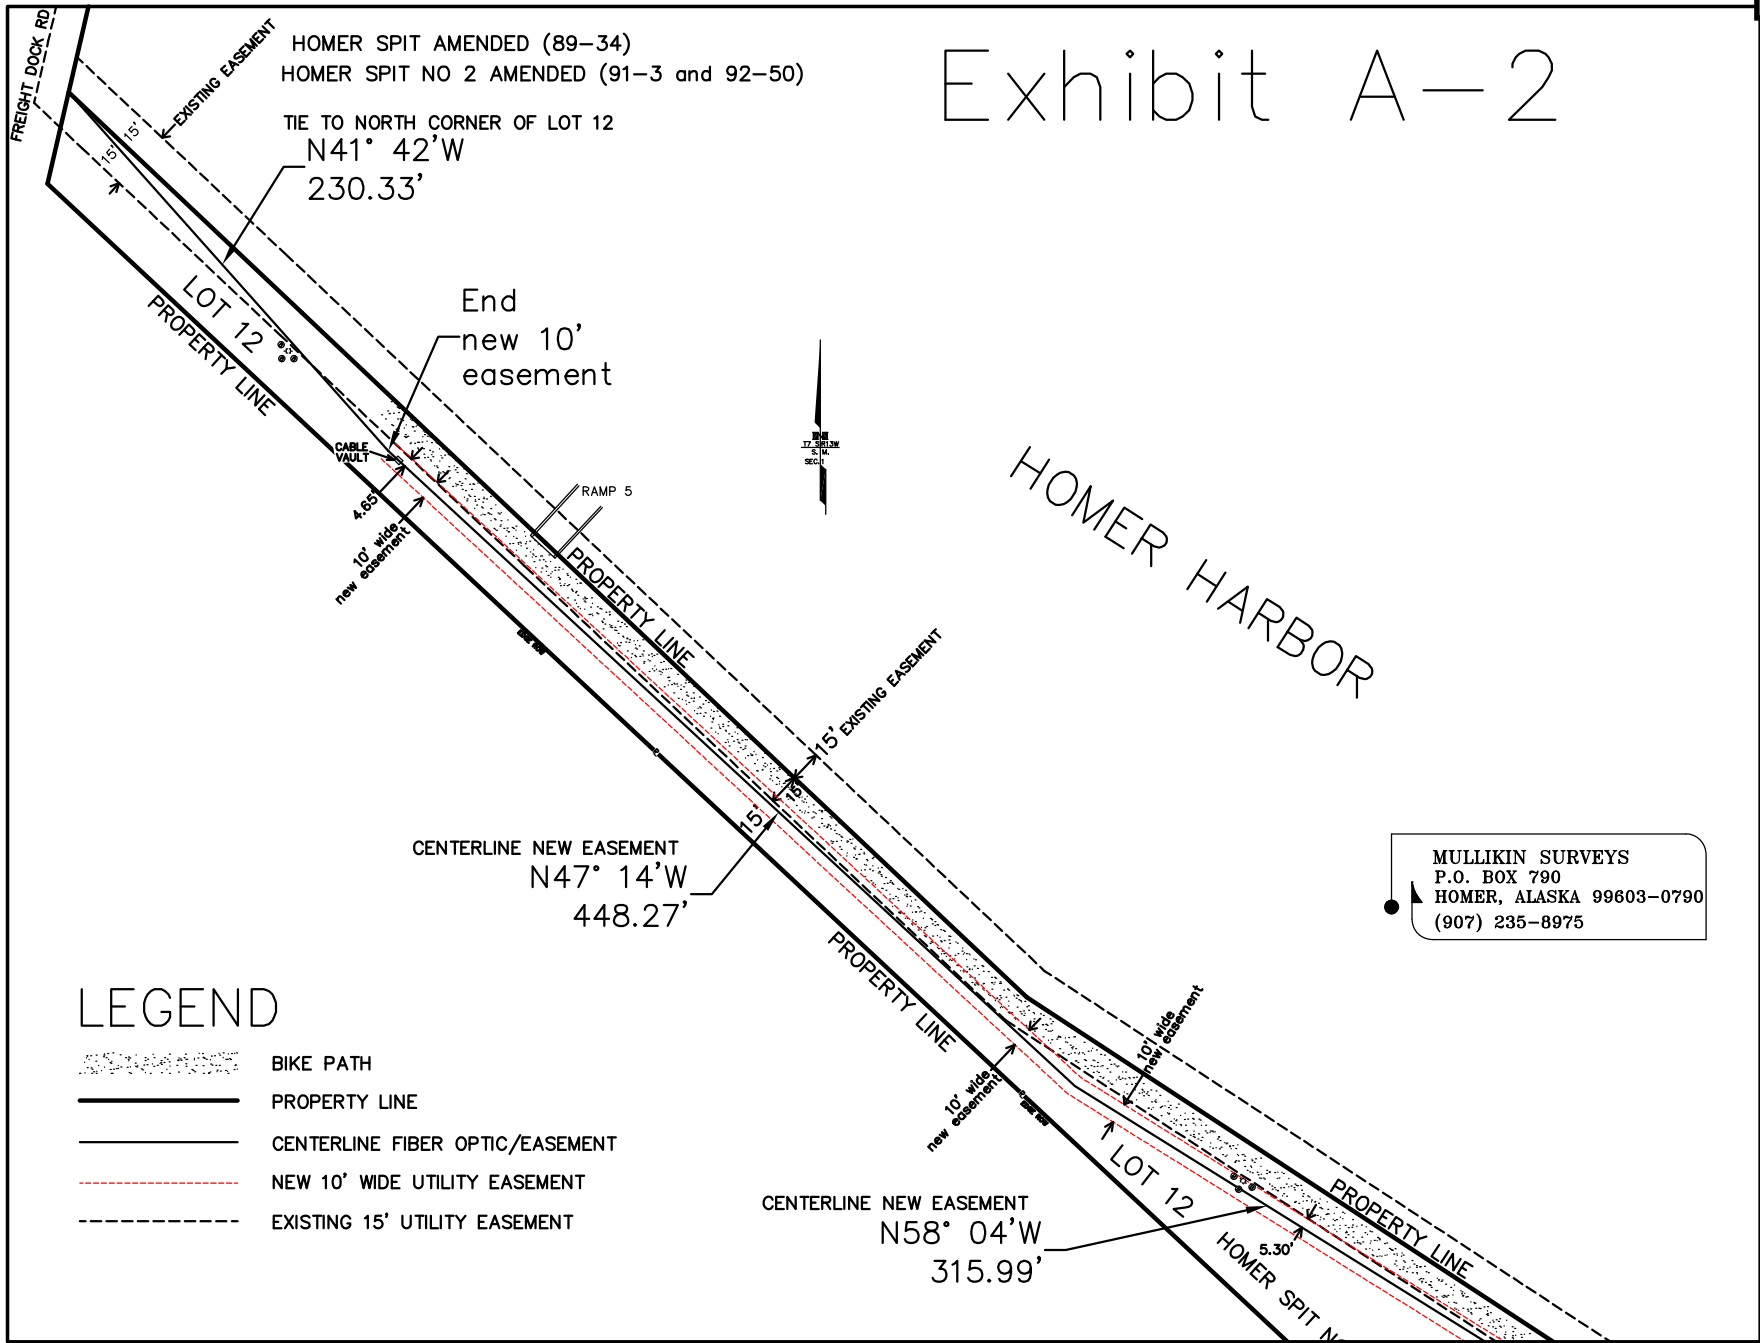 Exhibit A-2
FREIGHT DOCK RD
EXISTING EASEMENT
HOMER SPIT AMENDED (89-34)
HOMER SPIT NO 2 AMENDED (91-3 and 92-50)
TIE TO NORTH CORNER OF LOT 12
N41° 42'W
230.33'
15'
15'
LOT 12
PROPERTY LINE
End
new 10'
easement
CABLE
VAULT
4.65'
10' wide
new easement
RAMP 5
PROPERTY LINE
T7 SR13W
S. M.
SEC.1
HOMER HARBOR
15' EXISTING EASEMENT
15'
15'
CENTERLINE NEW EASEMENT
N47° 14'W
448.27'
PROPERTY LINE
MULLIKIN SURVEYS
P.O. BOX 790
HOMER, ALASKA 99603-0790
(907) 235-8975
10' wide
new easement
10' wide
new easement
LOT 12
PROPERTY LINE
5.30'
HOMER SPIT
CENTERLINE NEW EASEMENT
N58° 04'W
315.99'
LEGEND
BIKE PATH
PROPERTY LINE
CENTERLINE FIBER OPTIC/EASEMENT
NEW 10' WIDE UTILITY EASEMENT
EXISTING 15' UTILITY EASEMENT